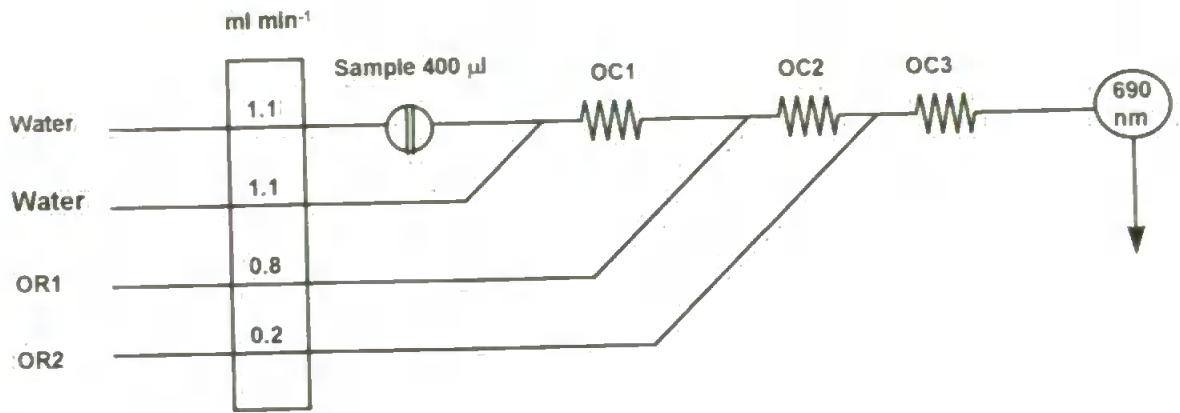 ml min-1
Sample 400 µl
OC1
OC2
OC3
690
nm
Water
1.1
Water
1.1
OR1
0.8
OR2
0.2